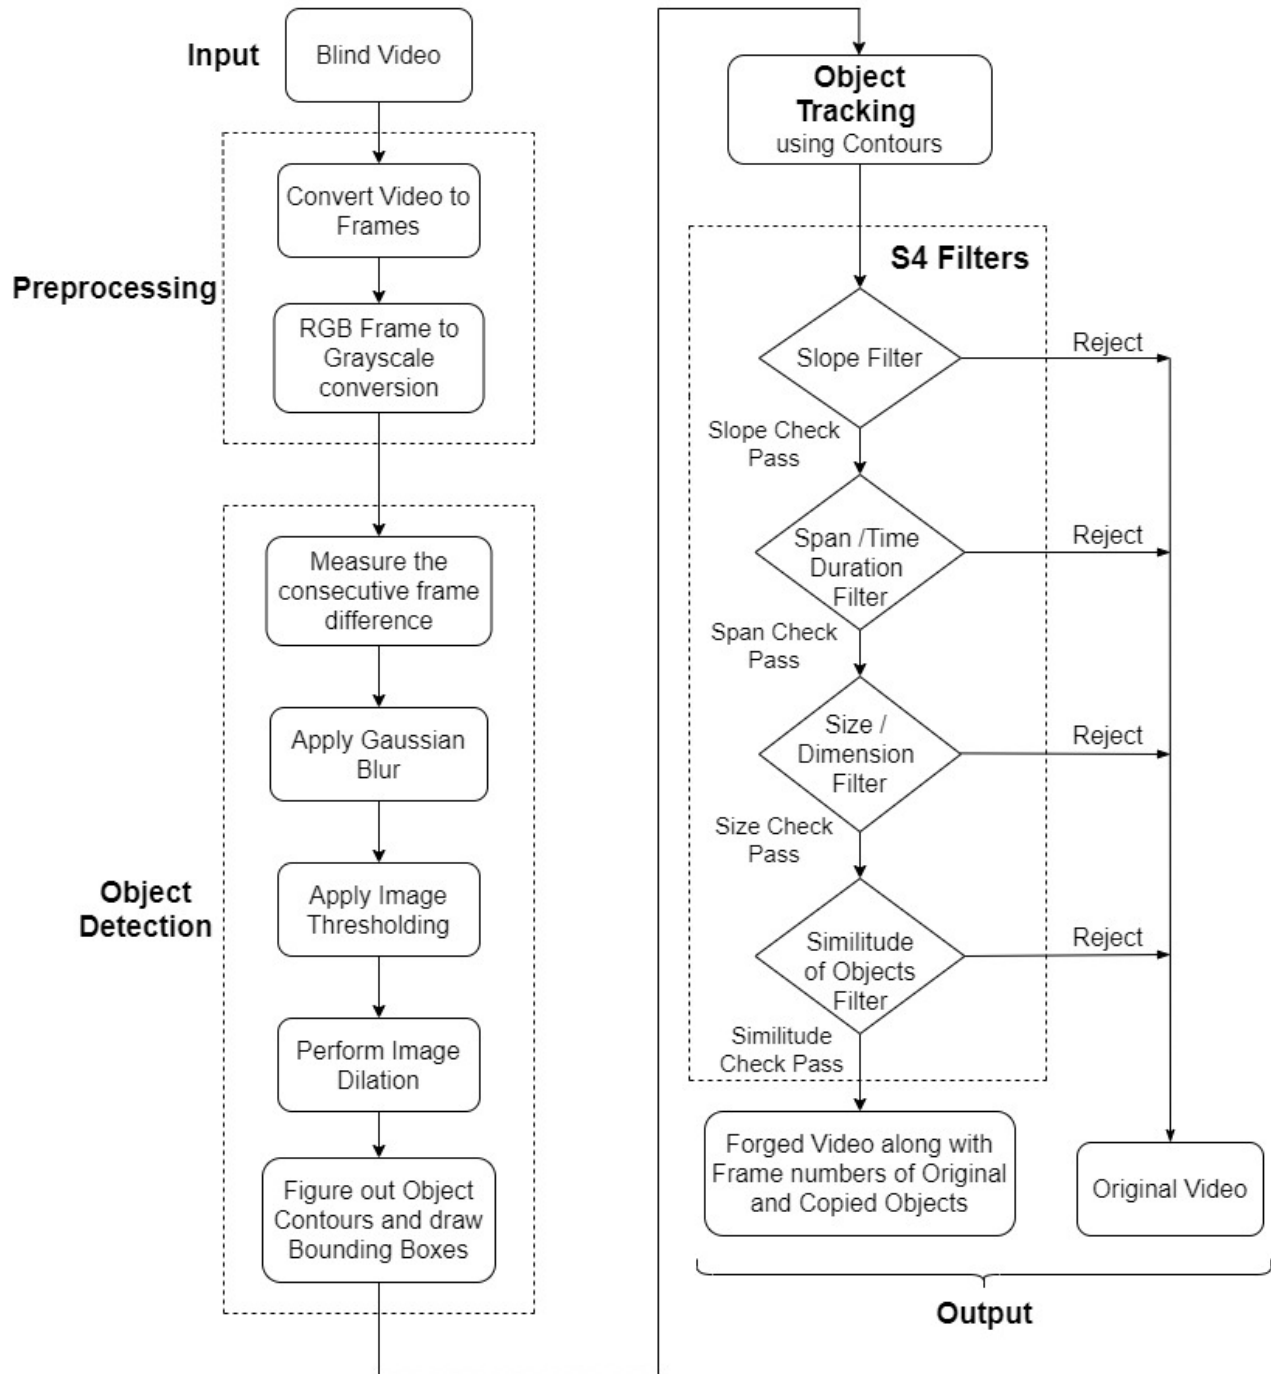 Input
Blind Video
Preprocessing
Convert Video to
Frames
RGB Frame to
Grayscale
conversion
Object
Detection
Measure the
consecutive frame
difference
Apply Gaussian
Blur
Apply Image
Thresholding
Perform Image
Dilation
Figure out Object
Contours and draw
Bounding Boxes
Object
Tracking
using Contours
S4 Filters
Slope Filter
Reject
Slope Check
Pass
Span /Time
Duration
Filter
Reject
Span Check
Pass
Size /
Dimension
Filter
Reject
Size Check
Pass
Similitude
of Objects
Filter
Reject
Similitude
Check Pass
Forged Video along with
Frame numbers of Original
and Copied Objects
Original Video
Output